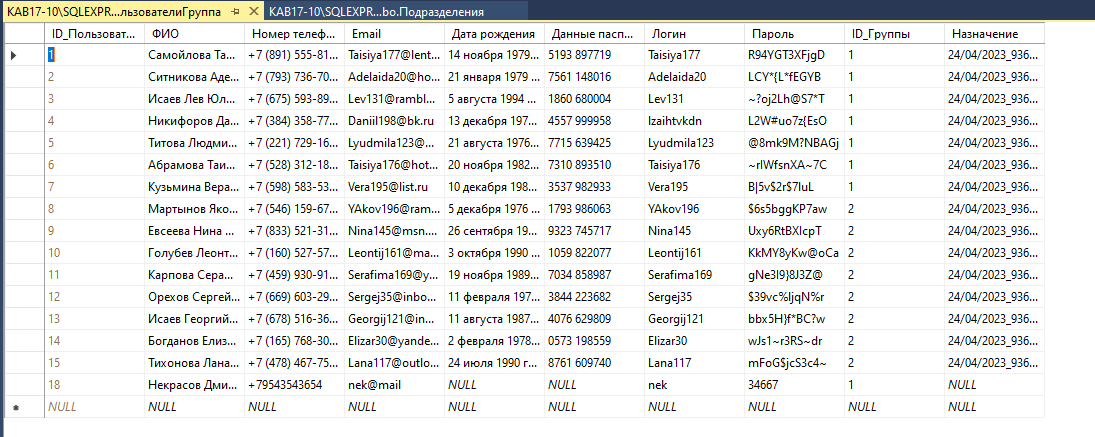 KAB17-10\SQLEXPR...льзователиГруппа KAB17-10\SQLEXPR...bo.Подразделения
ID_Пользоват... ФИО Номер телеф... Email Дата рождения Данные пасп... Логин Пароль ID_Группы Назначение
1 Самойлова Та... +7 (891) 555-81... Taisiya177@lent... 14 ноября 1979... 5193 897719 Taisiya177 R94YGT3XFjgD 1 24/04/2023_936...
2 Ситникова Аде... +7 (793) 736-70... Adelaida20@ho... 21 января 1979 ... 7561 148016 Adelaida20 LCY*{L*fEGYB 1 24/04/2023_936...
3 Исаев Лев Юл... +7 (675) 593-89... Lev131@rambl... 5 августа 1994 ... 1860 680004 Lev131 ~?oj2Lh@S7*T 1 24/04/2023_936...
4 Никифоров Да... +7 (384) 358-77... Daniil198@bk.ru 13 декабря 197... 4557 999958 Izaihtvkdn L2W#uo7z{EsO 1 24/04/2023_936...
5 Титова Людми... +7 (221) 729-16... Lyudmila123@... 21 августа 1976... 7715 639425 Lyudmila123 @8mk9M?NBAGj 1 24/04/2023_936...
6 Абрамова Таи... +7 (528) 312-18... Taisiya176@hot... 20 ноября 1982... 7310 893510 Taisiya176 ~rIWfsnXA~7C 1 24/04/2023_936...
7 Кузьмина Вера... +7 (598) 583-53... Vera195@list.ru 10 декабря 198... 3537 982933 Vera195 B|5v$2r$7luL 1 24/04/2023_936...
8 Мартынов Яко... +7 (546) 159-67... YAkov196@ram... 5 декабря 1976 ... 1793 986063 YAkov196 $6s5bggKP7aw 2 24/04/2023_936...
9 Евсеева Нина ... +7 (833) 521-31... Nina145@msn.... 26 сентября 19... 9323 745717 Nina145 Uxy6RtBXIcpT 2 24/04/2023_936...
10 Голубев Леонт... +7 (160) 527-57... Leontij161@ma... 3 октября 1990 ... 1059 822077 Leontij161 KkMY8yKw@oCa 2 24/04/2023_936...
11 Карпова Сера... +7 (459) 930-91... Serafima169@y... 19 ноября 1989... 7034 858987 Serafima169 gNe3I9}8J3Z@ 2 24/04/2023_936...
12 Орехов Сергей... +7 (669) 603-29... Sergej35@inbo... 11 февраля 197... 3844 223682 Sergej35 $39vc%ljqN%r 2 24/04/2023_936...
13 Исаев Георгий... +7 (678) 516-36... Georgij121@in... 11 августа 1987... 4076 629809 Georgij121 bbx5H}f*BC?w 2 24/04/2023_936...
14 Богданов Елиз... +7 (165) 768-30... Elizar30@yande... 2 февраля 1978... 0573 198559 Elizar30 wJs1~r3RS~dr 2 24/04/2023_936...
15 Тихонова Лана... +7 (478) 467-75... Lana117@outlo... 24 июля 1990 г... 8761 609740 Lana117 mFoG$jcS3c4~ 2 24/04/2023_936...
18 Некрасов Дми... +79543543654 nek@mail NULL NULL nek 34667 1 NULL
NULL NULL NULL NULL NULL NULL NULL NULL NULL NULL